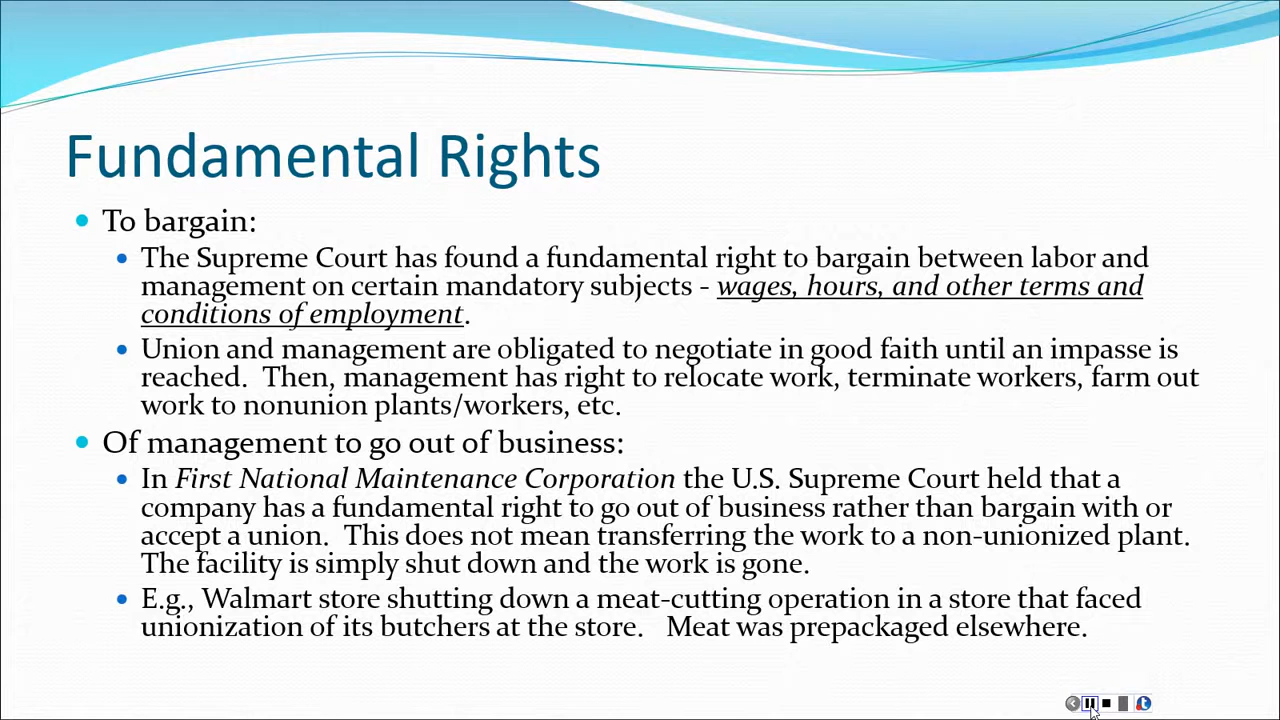 Fundamental Rights
To bargain:
The Supreme Court has found a fundamental right to bargain between labor and
management on certain mandatory subjects - wages, hours, and other terms and
conditions of employment.
Union and management are obligated to negotiate in good faith until an impasse is
reached.  Then, management has right to relocate work, terminate workers, farm out
work to nonunion plants/workers, etc.
Of management to go out of business:
In First National Maintenance Corporation the U.S. Supreme Court held that a
company has a fundamental right to go out of business rather than bargain with or
accept a union.  This does not mean transferring the work to a non-unionized plant.
The facility is simply shut down and the work is gone.
E.g., Walmart store shutting down a meat-cutting operation in a store that faced
unionization of its butchers at the store.   Meat was prepackaged elsewhere.